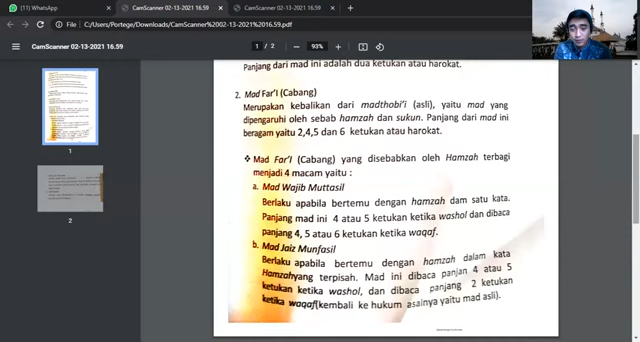 (11) WhatsApp
CamScanner 02-13-2021 16.59
CamScanner 02-13-2021 16.59
File
C:/Users/Portege/Downloads/CamScanner%2002-13-2021%2016.59.pdf
CamScanner 02-13-2021 16.59
1 / 2
93%
Panjang dari mad ini adalah dua ketukan atau harokat.
2. Mad Far'I (Cabang)
Merupakan kebalikan dari madthobi'i (asli), yaitu mad yang
dipengaruhi oleh sebab hamzah dan sukun. Panjang dari mad ini
beragam yaitu 2,4,5 dan 6 ketukan atau harokat.
❖ Mad Far'I (Cabang) yang disebabkan oleh Hamzah terbagi
menjadi 4 macam yaitu :
a. Mad Wajib Muttasil
Berlaku apabila bertemu dengan hamzah dam satu kata.
Panjang mad ini 4 atau 5 ketukan ketika washol dan dibaca
panjang 4, 5 atau 6 ketukan ketika waqaf.
b. Mad Jaiz Munfasil
Berlaku apabila bertemu dengan hamzah dalam kata
Hamzahyang terpisah. Mad ini dibaca panjan 4 atau 5
ketukan ketika washol, dan dibaca panjang 2 ketukan
ketika waqaf(kembali ke hukum asalnya yaitu mad asli).
1
2